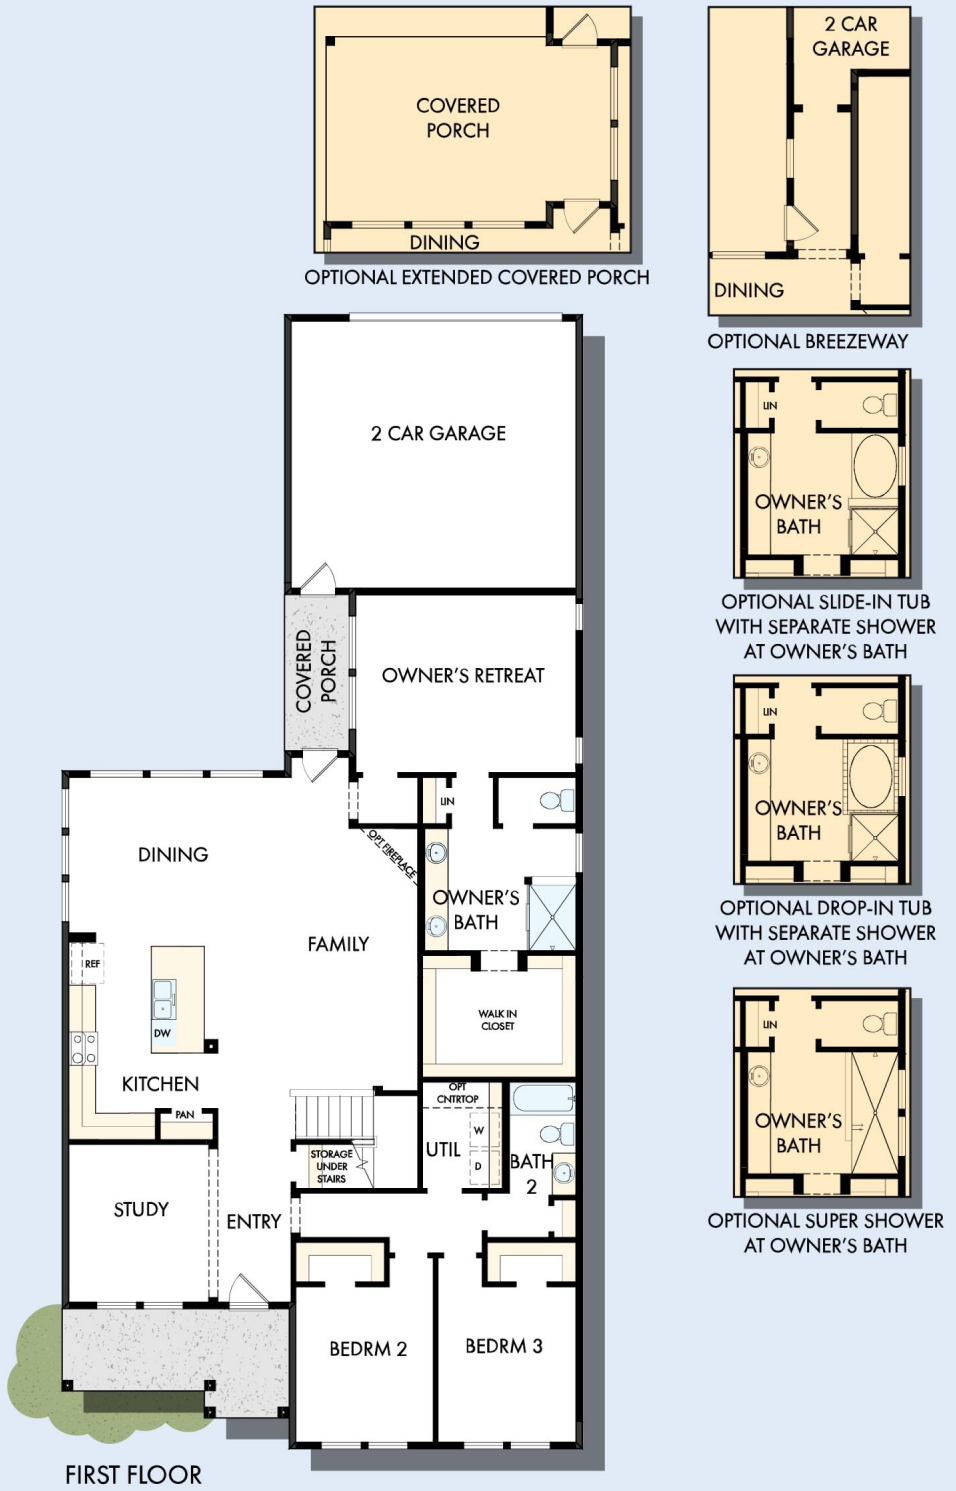 COVERED
PORCH
DINING
OPTIONAL EXTENDED COVERED PORCH
2 CAR
GARAGE
DINING
OPTIONAL BREEZEWAY
LIN
OWNER'S
BATH
OPTIONAL SLIDE-IN TUB
WITH SEPARATE SHOWER
AT OWNER'S BATH
LIN
OWNER'S
BATH
OPTIONAL DROP-IN TUB
WITH SEPARATE SHOWER
AT OWNER'S BATH
LIN
OWNER'S
BATH
OPTIONAL SUPER SHOWER
AT OWNER'S BATH
2 CAR GARAGE
COVERED
PORCH
OWNER'S RETREAT
LIN
DINING
OPT FIREPLACE
OWNER'S
BATH
FAMILY
REF
DW
WALK IN
CLOSET
KITCHEN
PAN
OPT
CNTRTOP
W
D
UTIL
BATH
2
STORAGE
UNDER
STAIRS
STUDY
ENTRY
BEDRM 2
BEDRM 3
FIRST FLOOR